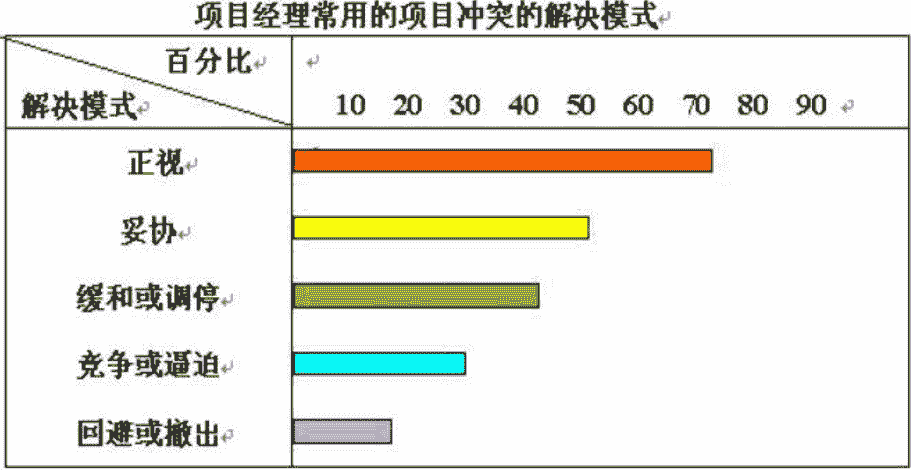 项目经理常用的项目冲突的解决模式↵
百分比↵
↵
解决模式↵
10 20 30 40 50 60 70 80 90 ↵
正视↵
妥协↵
缓和或调停↵
竞争或逼迫↵
回避或撤出↵